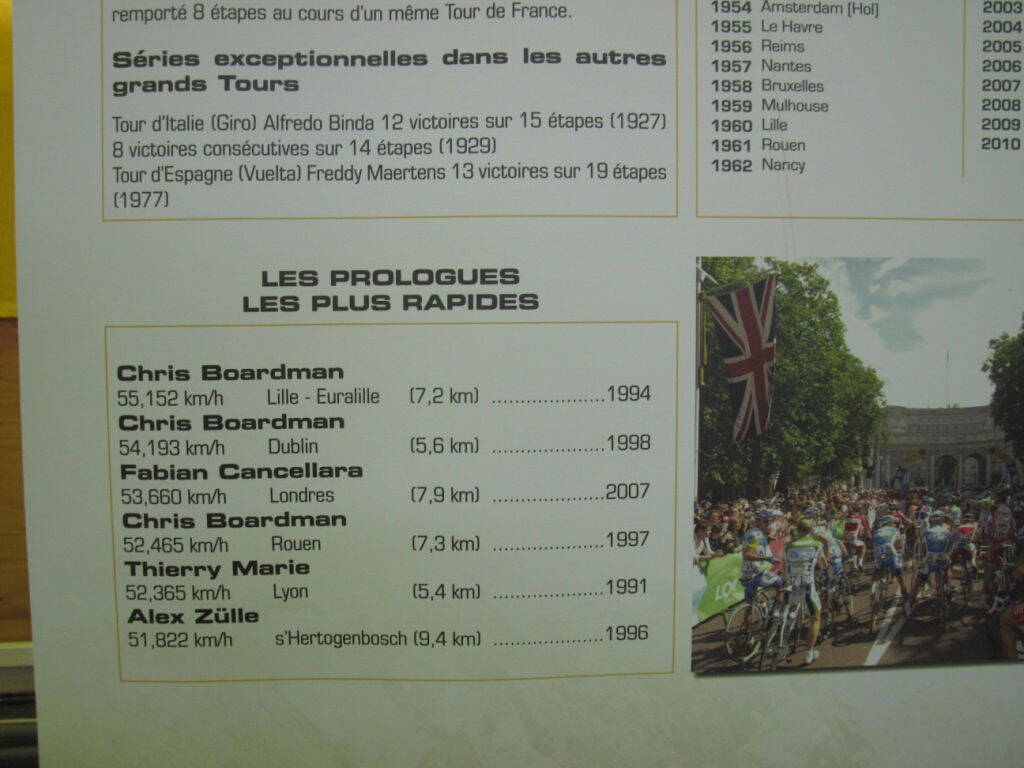 remporté 8 étapes au cours d'un même Tour de France.
Séries exceptionnelles dans les autres
grands Tours
Tour d'Italie (Giro) Alfredo Binda 12 victoires sur 15 étapes (1927)
8 victoires consécutives sur 14 étapes (1929)
Tour d'Espagne (Vuelta) Freddy Maertens 13 victoires sur 19 étapes
(1977)
1954 Amsterdam (Hol)
1955 Le Havre
1956 Reims
1957 Nantes
1958 Bruxelles
1959 Mulhouse
1960 Lille
1961 Rouen
1962 Nancy
2003
2004
2005
2006
2007
2008
2009
2010
LES PROLOGUES
LES PLUS RAPIDES
Chris Boardman
55,152 km/h Lille - Euralille (7,2 km) ....................1994
Chris Boardman
54,193 km/h Dublin (5,6 km) ....................1998
Fabian Cancellara
53,660 km/h Londres (7,9 km) ....................2007
Chris Boardman
52,465 km/h Rouen (7,3 km) ....................1997
Thierry Marie
52,365 km/h Lyon (5,4 km) ....................1991
Alex Zülle
51,822 km/h s'Hertogenbosch (9,4 km) ....................1996